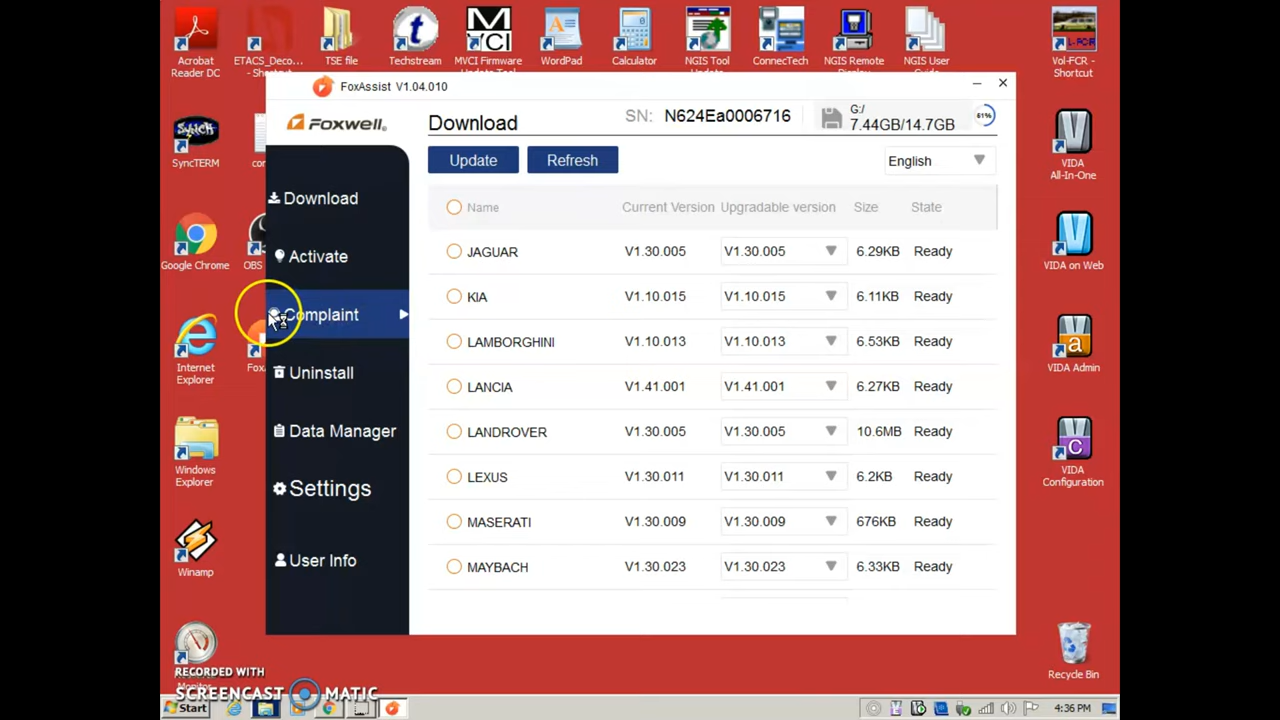 Acrobat
Reader DC
ETACS_Deco...
- Shortcut
TSE file
Techstream
MVCI
MVCI Firmware
WordPad
Calculator
NGIS Tool
ConnecTech
NGIS Remote
NGIS User
Vol-FCR -
Shortcut
FoxAssist V1.04.010
FOXWELL
Download
SN: N624Ea0006716
G:/
7.44GB/14.7GB
61%
Update
Refresh
English
SyncTERM
Google Chrome
OBS
Internet
Explorer
Windows
Explorer
Winamp
Download
Activate
Complaint
Uninstall
Data Manager
Settings
User Info
Name Current Version Upgradable version Size State
JAGUAR V1.30.005 V1.30.005 6.29KB Ready
KIA V1.10.015 V1.10.015 6.11KB Ready
LAMBORGHINI V1.10.013 V1.10.013 6.53KB Ready
LANCIA V1.41.001 V1.41.001 6.27KB Ready
LANDROVER V1.30.005 V1.30.005 10.6MB Ready
LEXUS V1.30.011 V1.30.011 6.2KB Ready
MASERATI V1.30.009 V1.30.009 676KB Ready
MAYBACH V1.30.023 V1.30.023 6.33KB Ready
VIDA
All-In-One
VIDA on Web
VIDA Admin
VIDA
Configuration
Recycle Bin
RECORDED WITH
SCREENCAST MATIC
Start
4:36 PM